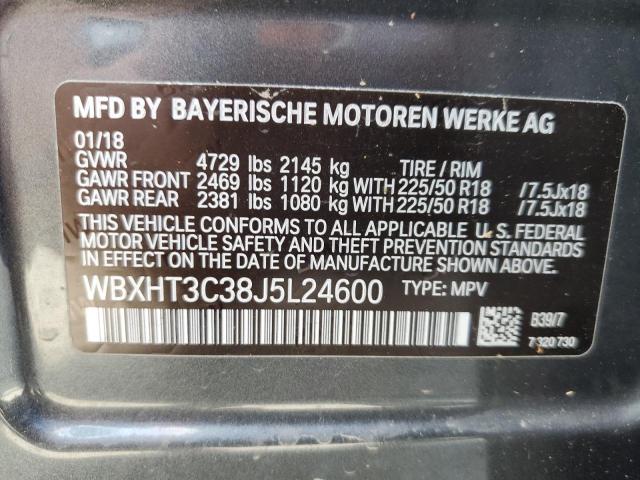 MFD BY BAYERISCHE MOTOREN WERKE AG
01/18
GVWR 4729 lbs 2145 kg TIRE / RIM
GAWR FRONT 2469 lbs 1120 kg WITH 225/50 R18 /7.5Jx18
GAWR REAR 2381 lbs 1080 kg WITH 225/50 R18 /7.5Jx18
THIS VEHICLE CONFORMS TO ALL APPLICABLE U. S. FEDERAL
MOTOR VEHICLE SAFETY AND THEFT PREVENTION STANDARDS
IN EFFECT ON THE DATE OF MANUFACTURE SHOWN ABOVE.
WBXHT3C38J5L24600 TYPE: MPV
B39/7
7 320 730